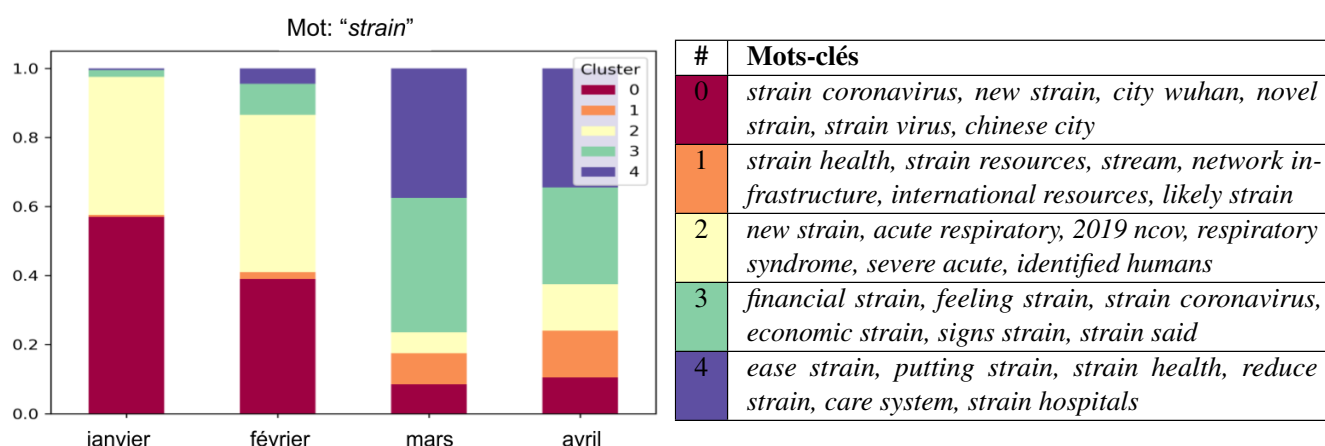 Mot: “strain”
1.0
0.8
0.6
0.4
0.2
0.0
Cluster
0
1
2
3
4
janvier
février
mars
avril
# Mots-clés
0 strain coronavirus, new strain, city wuhan, novel
strain, strain virus, chinese city
1 strain health, strain resources, stream, network in-
frastructure, international resources, likely strain
2 new strain, acute respiratory, 2019 ncov, respiratory
syndrome, severe acute, identified humans
3 financial strain, feeling strain, strain coronavirus,
economic strain, signs strain, strain said
4 ease strain, putting strain, strain health, reduce
strain, care system, strain hospitals